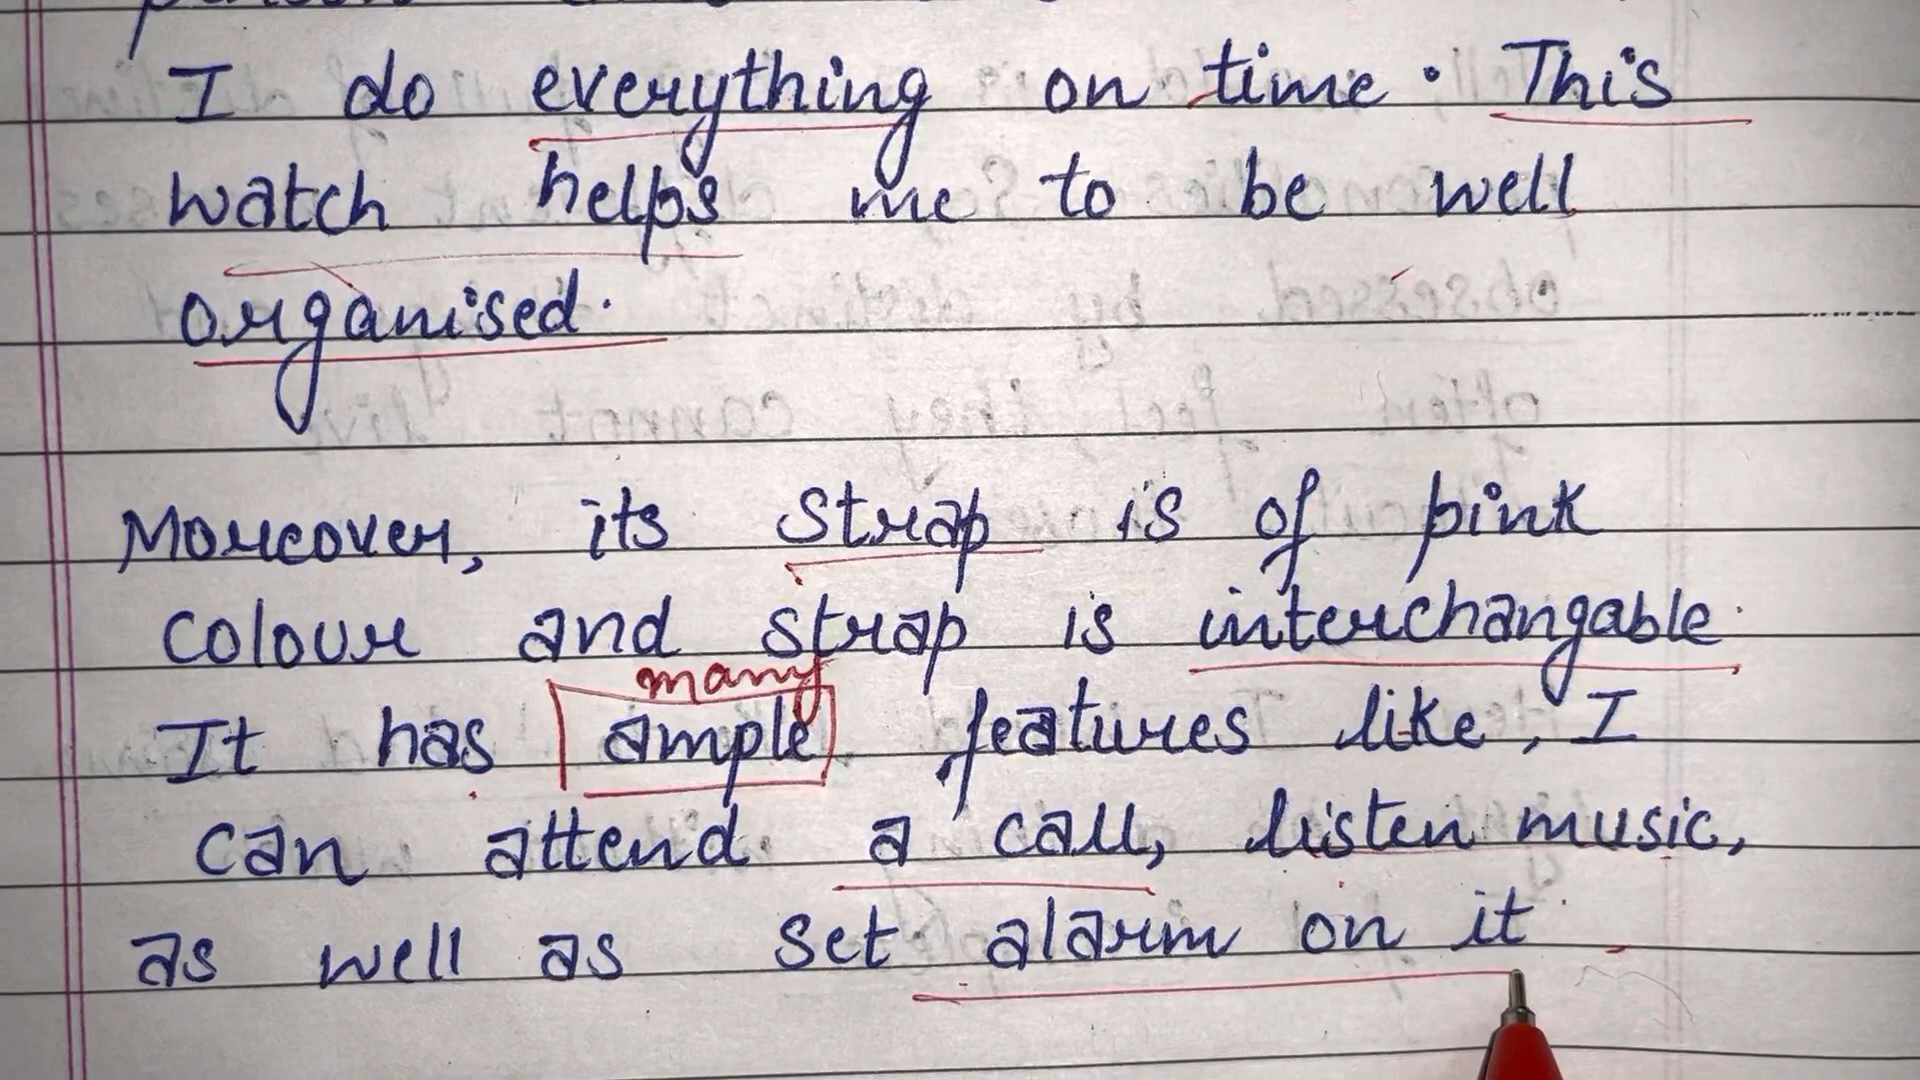 I do everything on time. This
watch helps me to be well
organised.
Moreover, its strap is of pink
colour and strap is interchangable.
many
It has ample features like, I
can attend a call, listen music,
as well as set alarm on it.